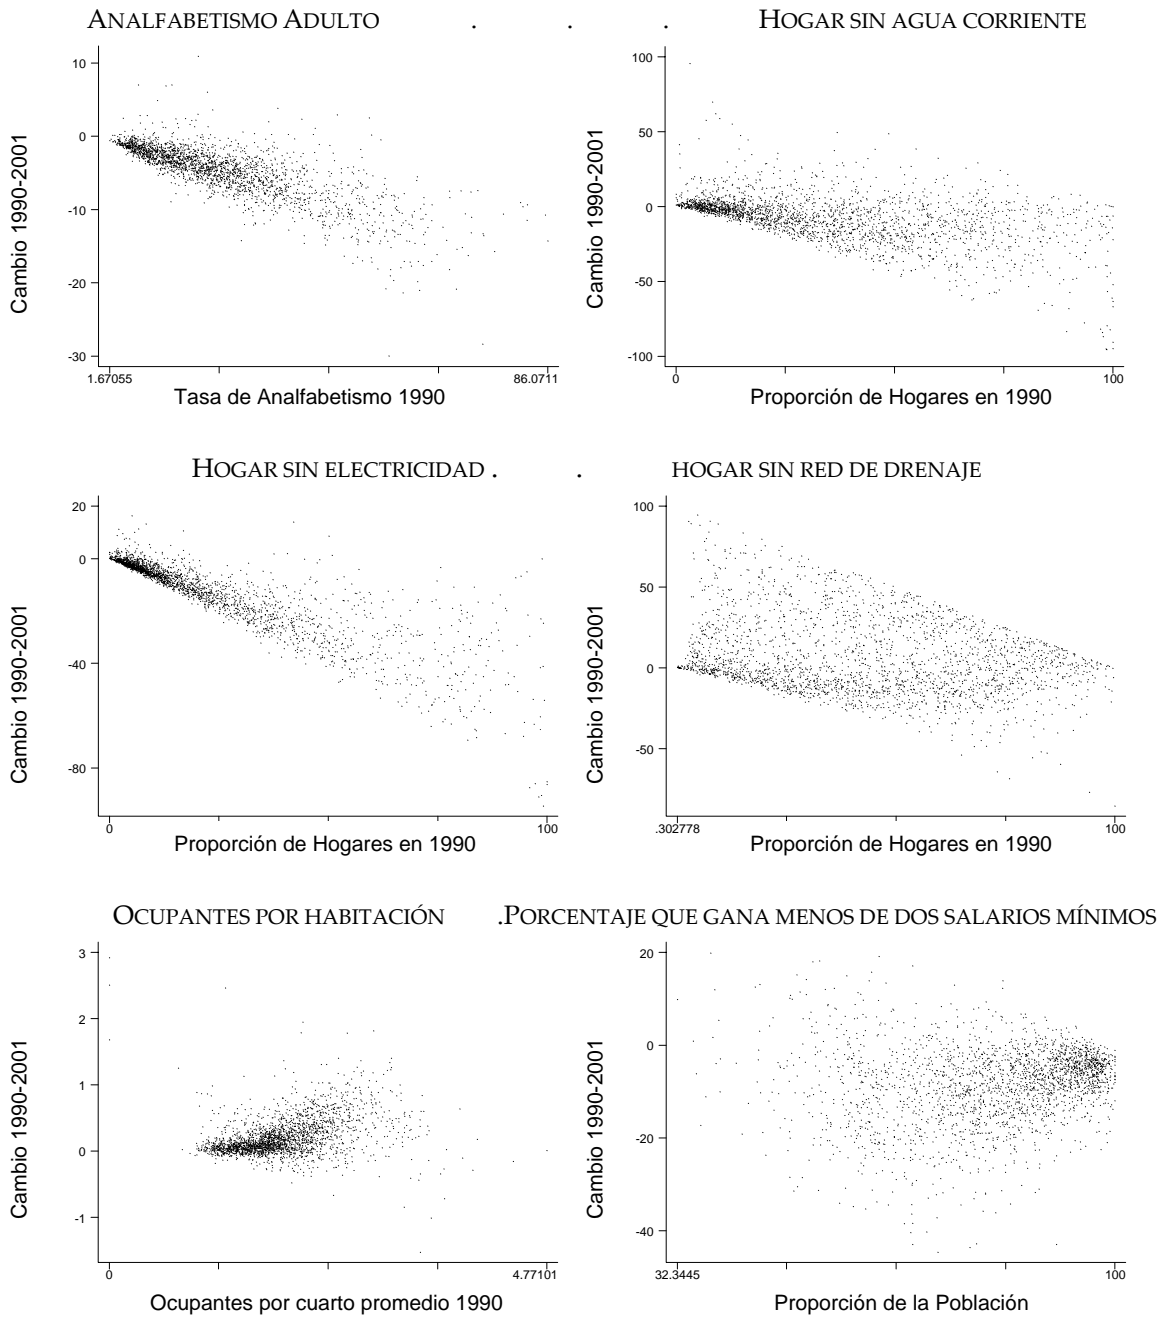 ANALFABETISMO ADULTO . . . HOGAR SIN AGUA CORRIENTE
10
0
-10
-20
-30
Cambio 1990-2001
1.67055 86.0711
Tasa de Analfabetismo 1990
100
50
0
-50
-100
Cambio 1990-2001
0 100
Proporción de Hogares en 1990
HOGAR SIN ELECTRICIDAD . . HOGAR SIN RED DE DRENAJE
20
0
-40
-80
Cambio 1990-2001
0 100
Proporción de Hogares en 1990
100
50
0
-50
Cambio 1990-2001
.302778 100
Proporción de Hogares en 1990
OCUPANTES POR HABITACIÓN .PORCENTAJE QUE GANA MENOS DE DOS SALARIOS MÍNIMOS
3
2
1
0
-1
Cambio 1990-2001
0 4.77101
Ocupantes por cuarto promedio 1990
20
0
-20
-40
Cambio 1990-2001
32.3445 100
Proporción de la Población